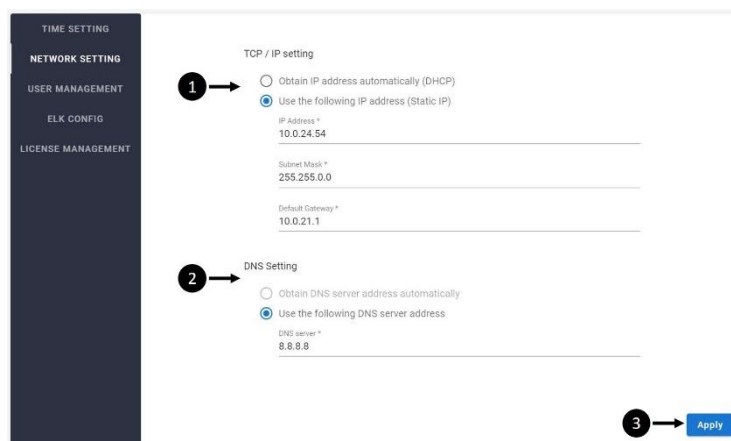 TIME SETTING
NETWORK SETTING
USER MANAGEMENT
ELK CONFIG
LICENSE MANAGEMENT
TCP / IP setting
1
Obtain IP address automatically (DHCP)
Use the following IP address (Static IP)
IP Address *
10.0.24.54
Subnet Mask *
255.255.0.0
Default Gateway *
10.0.21.1
DNS Setting
2
Obtain DNS server address automatically
Use the following DNS server address
DNS server *
8.8.8.8
3
Apply